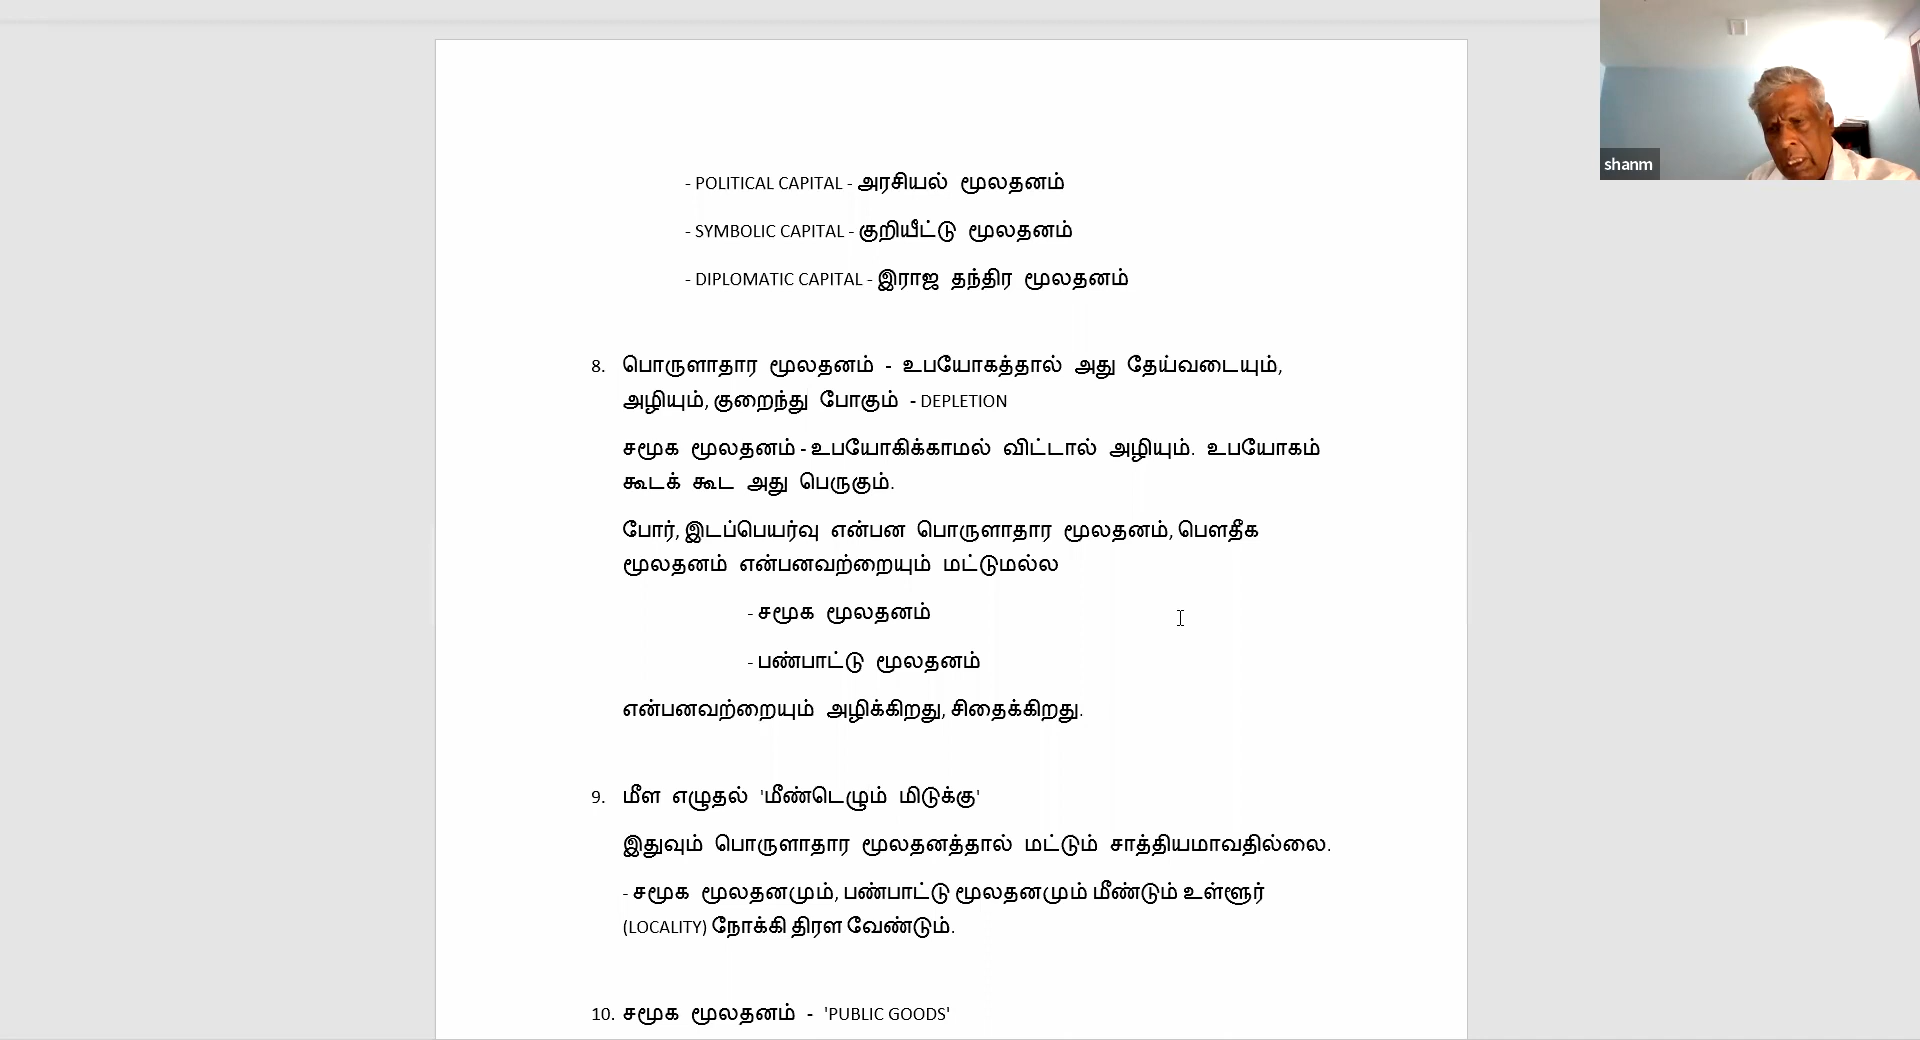 shanm
- POLITICAL CAPITAL - அரசியல் மூலதனம்
- SYMBOLIC CAPITAL - குறியீட்டு மூலதனம்
- DIPLOMATIC CAPITAL - இராஜ தந்திர மூலதனம்
8. பொருளாதார மூலதனம் - உபயோகத்தால் அது தேய்வடையும்,
அழியும், குறைந்து போகும் - DEPLETION
சமூக மூலதனம் - உபயோகிக்காமல் விட்டால் அழியும். உபயோகம்
கூடக் கூட அது பெருகும்.
போர், இடப்பெயர்வு என்பன பொருளாதார மூலதனம், பௌதீக
மூலதனம் என்பனவற்றையும் மட்டுமல்ல
- சமூக மூலதனம்
- பண்பாட்டு மூலதனம்
என்பனவற்றையும் அழிக்கிறது, சிதைக்கிறது.
9. மீள எழுதல் 'மீண்டெழும் மிடுக்கு'
இதுவும் பொருளாதார மூலதனத்தால் மட்டும் சாத்தியமாவதில்லை.
- சமூக மூலதனமும், பண்பாட்டு மூலதனமும் மீண்டும் உள்ளூர்
(LOCALITY) நோக்கி திரள வேண்டும்.
10. சமூக மூலதனம் - 'PUBLIC GOODS'